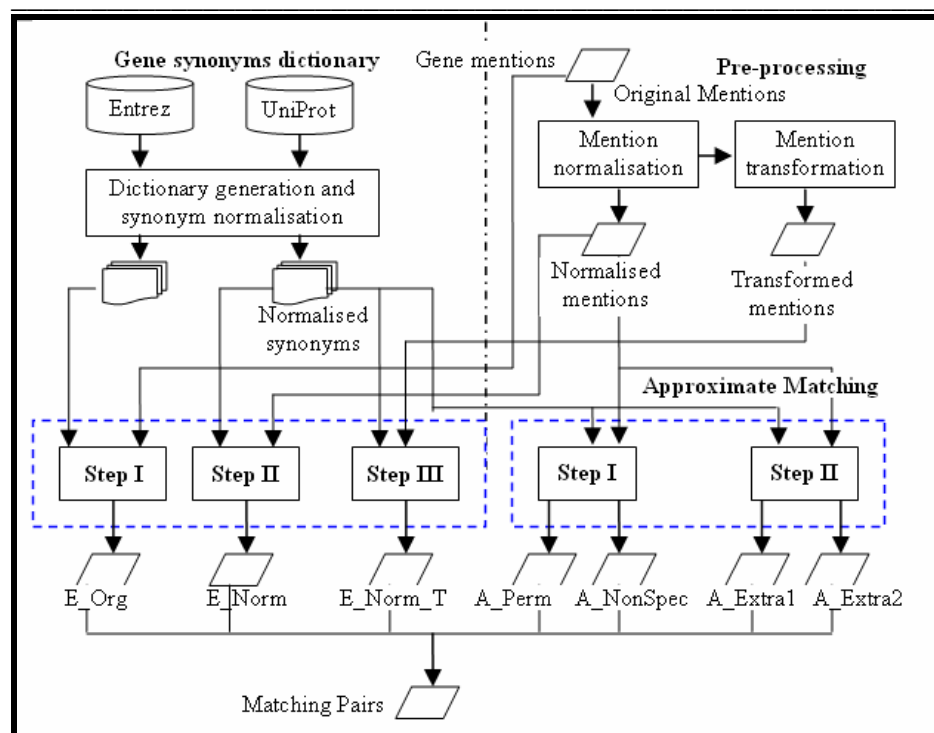 Gene synonyms dictionary
Entrez
UniProt
Dictionary generation and
synonym normalisation
Normalised
synonyms
Gene mentions
Pre-processing
Original Mentions
Mention
normalisation
Mention
transformation
Normalised
mentions
Transformed
mentions
Approximate Matching
Step I
Step II
Step III
Step I
Step II
E_Org
E_Norm
E_Norm_T
A_Perm
A_NonSpec
A_Extra1
A_Extra2
Matching Pairs